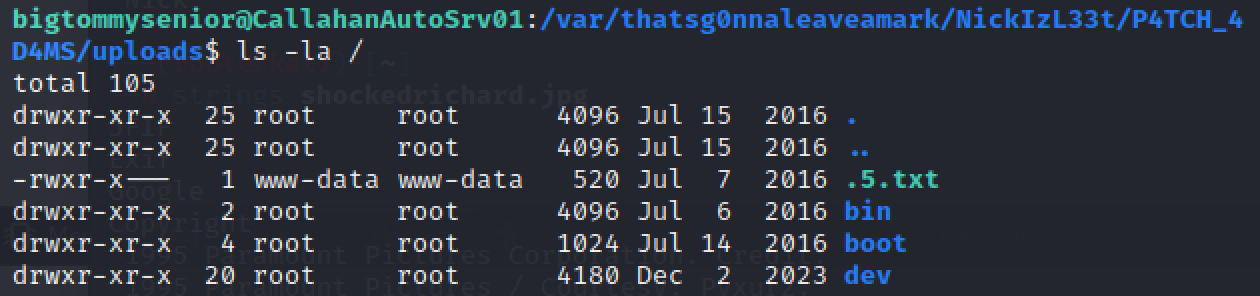 bigtommysenior@CallahanAutoSrv01:/var/thatsg0nnaleaveamark/NickIzL33t/P4TCH_4
D4MS/uploads$ ls -la /
total 105
drwxr-xr-x  25 root     root      4096 Jul 15  2016 .
drwxr-xr-x  25 root     root      4096 Jul 15  2016 ..
-rwxr-x---   1 www-data www-data   520 Jul  7  2016 .5.txt
drwxr-xr-x   2 root     root      4096 Jul  6  2016 bin
drwxr-xr-x   4 root     root      1024 Jul 14  2016 boot
drwxr-xr-x  20 root     root      4180 Dec  2  2023 dev